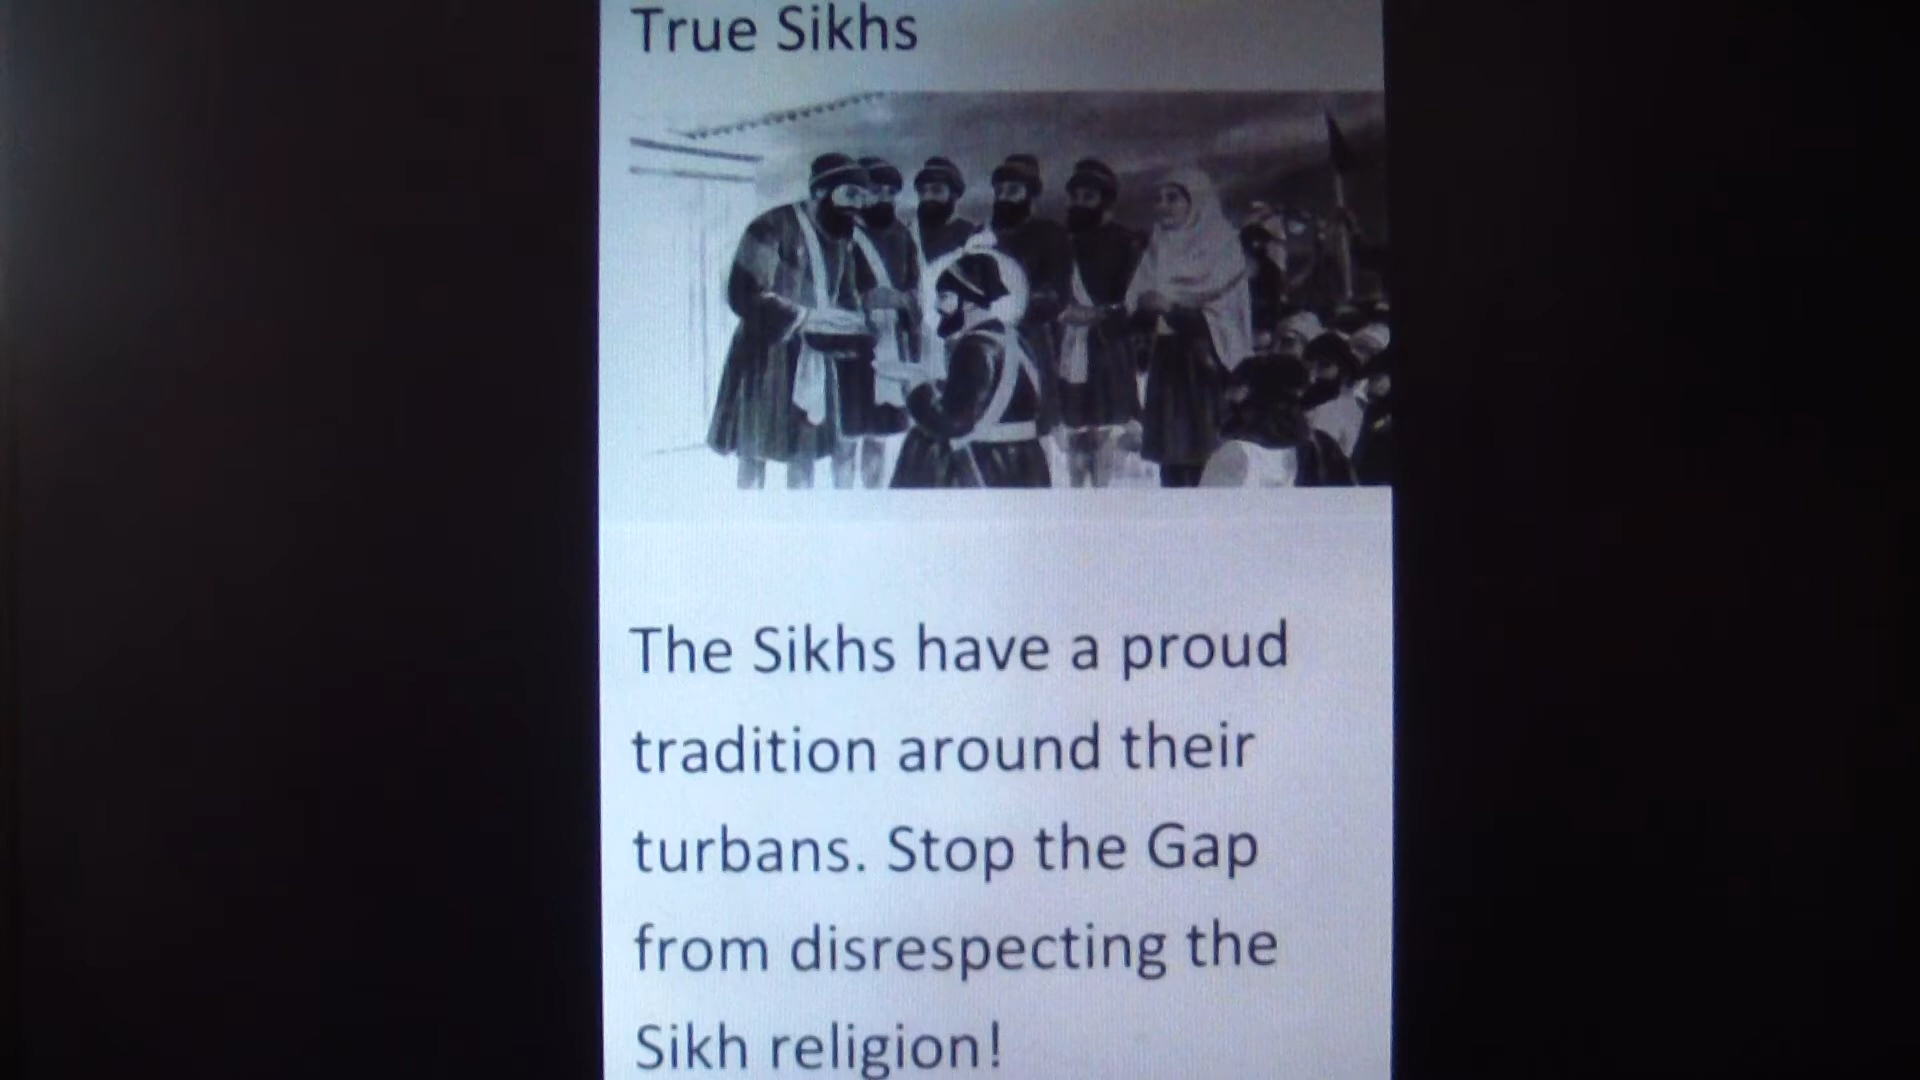 True Sikhs
The Sikhs have a proud
tradition around their
turbans. Stop the Gap
from disrespecting the
Sikh religion!